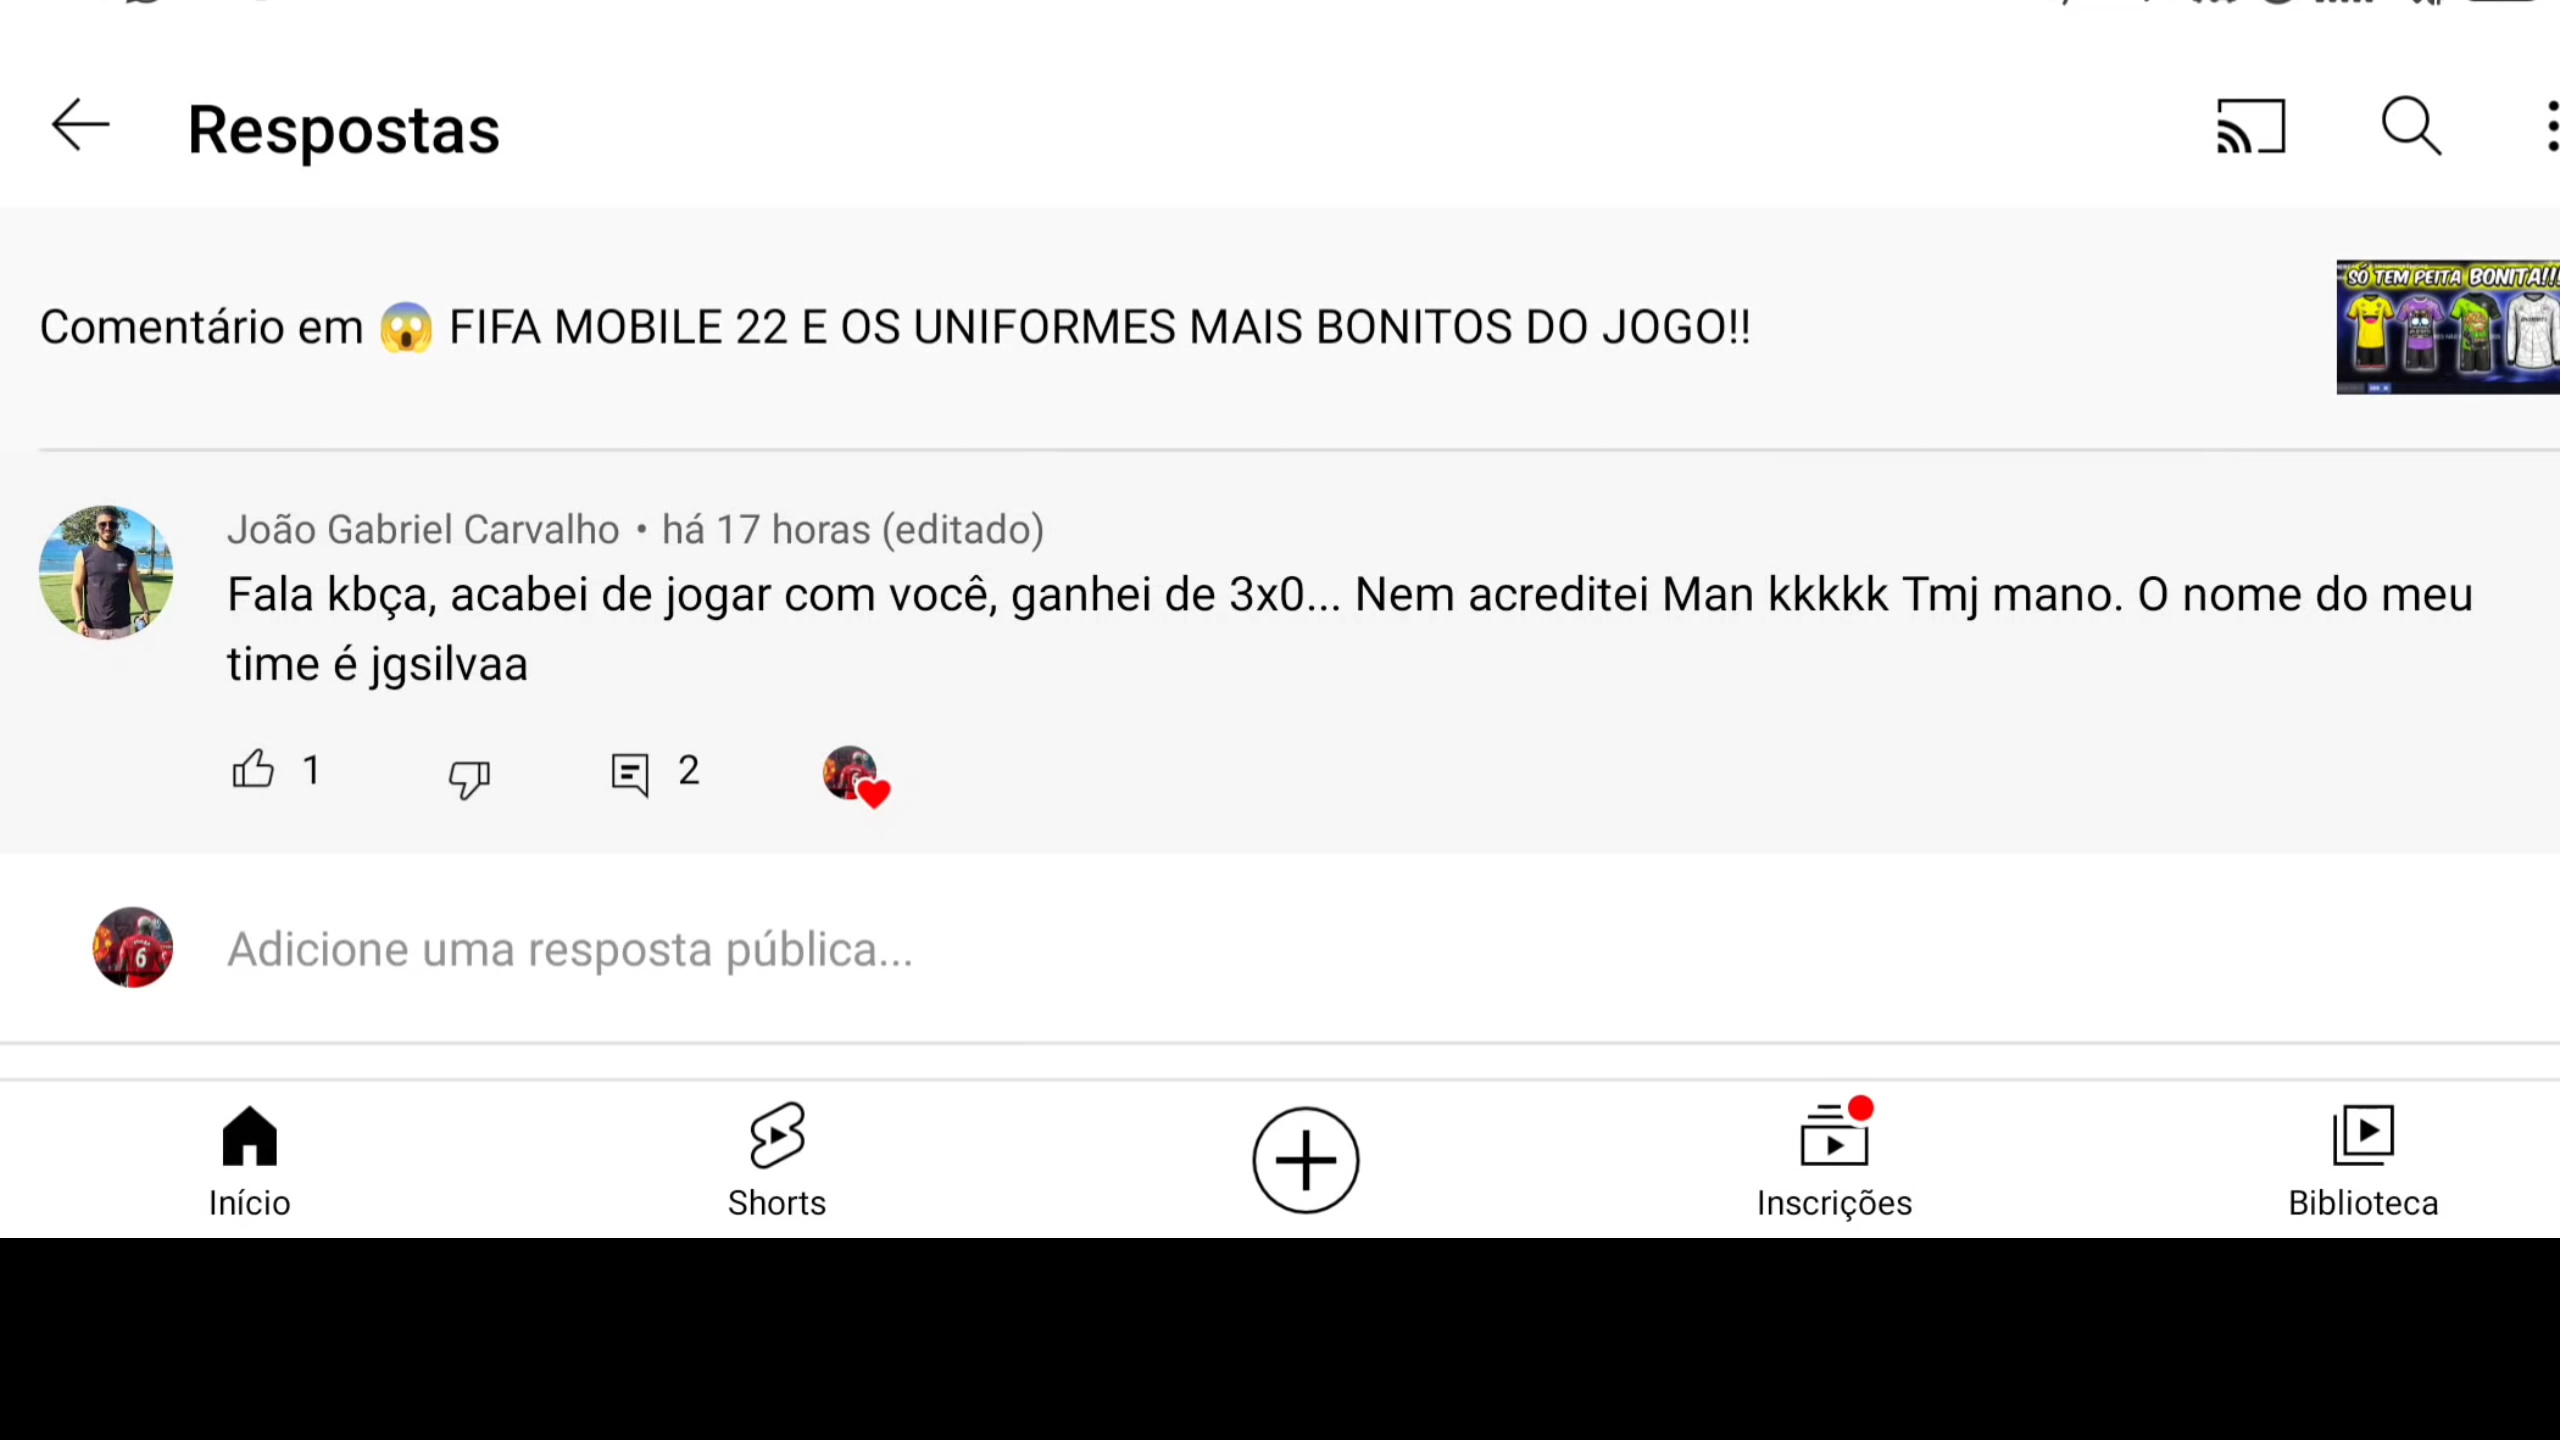 Respostas
Comentário em 😱 FIFA MOBILE 22 E OS UNIFORMES MAIS BONITOS DO JOGO!!
SÓ TEM PEITA BONITA!!!
João Gabriel Carvalho • há 17 horas (editado)
Fala kbça, acabei de jogar com você, ganhei de 3x0... Nem acreditei Man kkkkk Tmj mano. O nome do meu
time é jgsilvaa
1
2
6
Adicione uma resposta pública...
Início
Shorts
Inscrições
Biblioteca